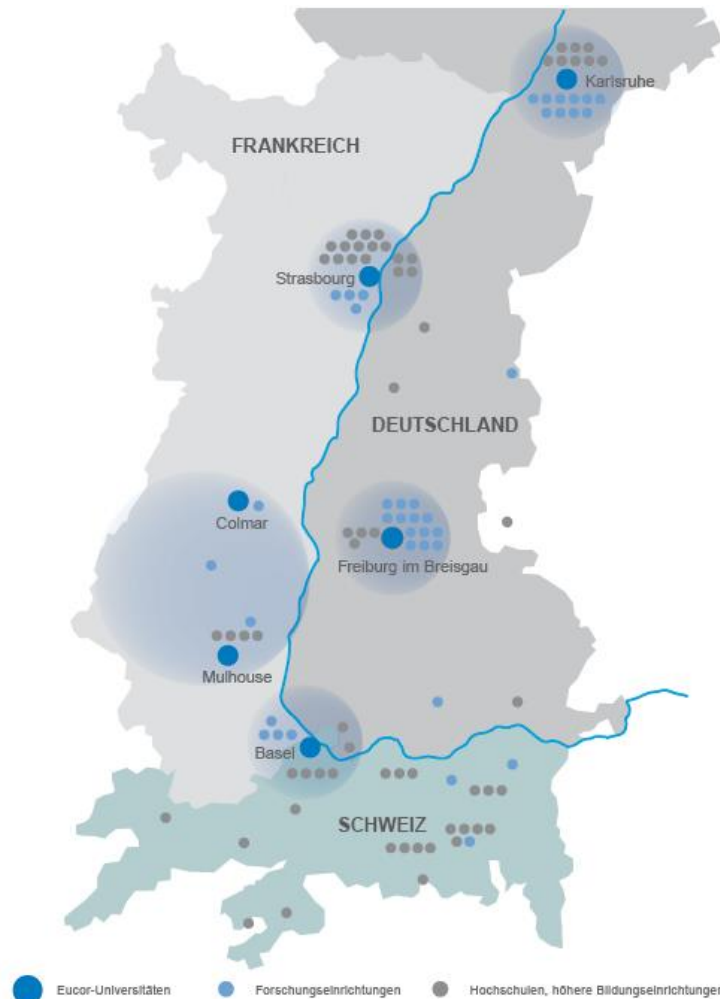 Karlsruhe
FRANKREICH
Strasbourg
DEUTSCHLAND
Colmar
Freiburg im Breisgau
Mulhouse
Basel
SCHWEIZ
Eucor-Universitäten
Forschungseinrichtungen
Hochschulen, höhere Bildungseinrichtungen